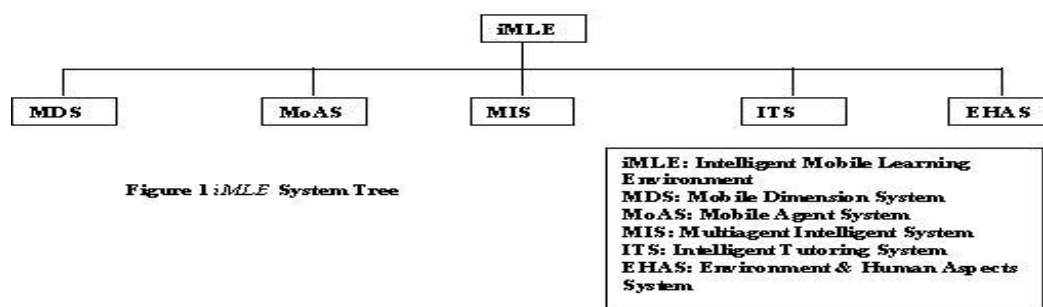 iMLE
MDS MoAS MIS ITS EHAS
Figure 1 iMLE System Tree
iMLE: Intelligent Mobile Learning
Environment
MDS: Mobile Dimension System
MoAS: Mobile Agent System
MIS: Multiagent Intelligent System
ITS: Intelligent Tutoring System
EHAS: Environment & Human Aspects
System